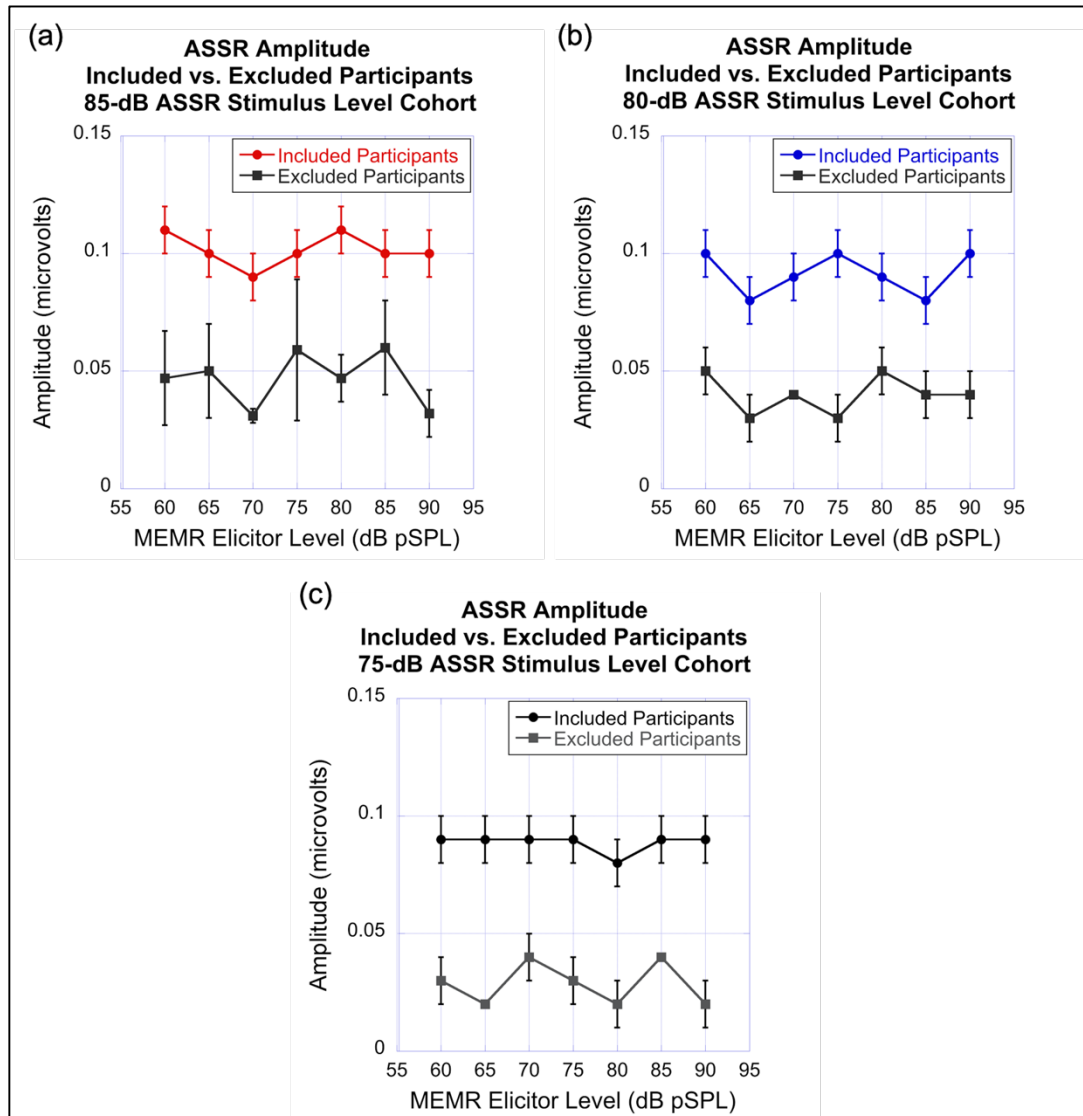 (a)
ASSR Amplitude
Included vs. Excluded Participants
85-dB ASSR Stimulus Level Cohort
0.15
Included Participants
Excluded Participants
0.1
0.05
0
Amplitude (microvolts)
55 60 65 70 75 80 85 90 95
MEMR Elicitor Level (dB pSPL)
(b)
ASSR Amplitude
Included vs. Excluded Participants
80-dB ASSR Stimulus Level Cohort
0.15
Included Participants
Excluded Participants
0.1
0.05
0
Amplitude (microvolts)
55 60 65 70 75 80 85 90 95
MEMR Elicitor Level (dB pSPL)
(c)
ASSR Amplitude
Included vs. Excluded Participants
75-dB ASSR Stimulus Level Cohort
0.15
Included Participants
Excluded Participants
0.1
0.05
0
Amplitude (microvolts)
55 60 65 70 75 80 85 90 95
MEMR Elicitor Level (dB pSPL)